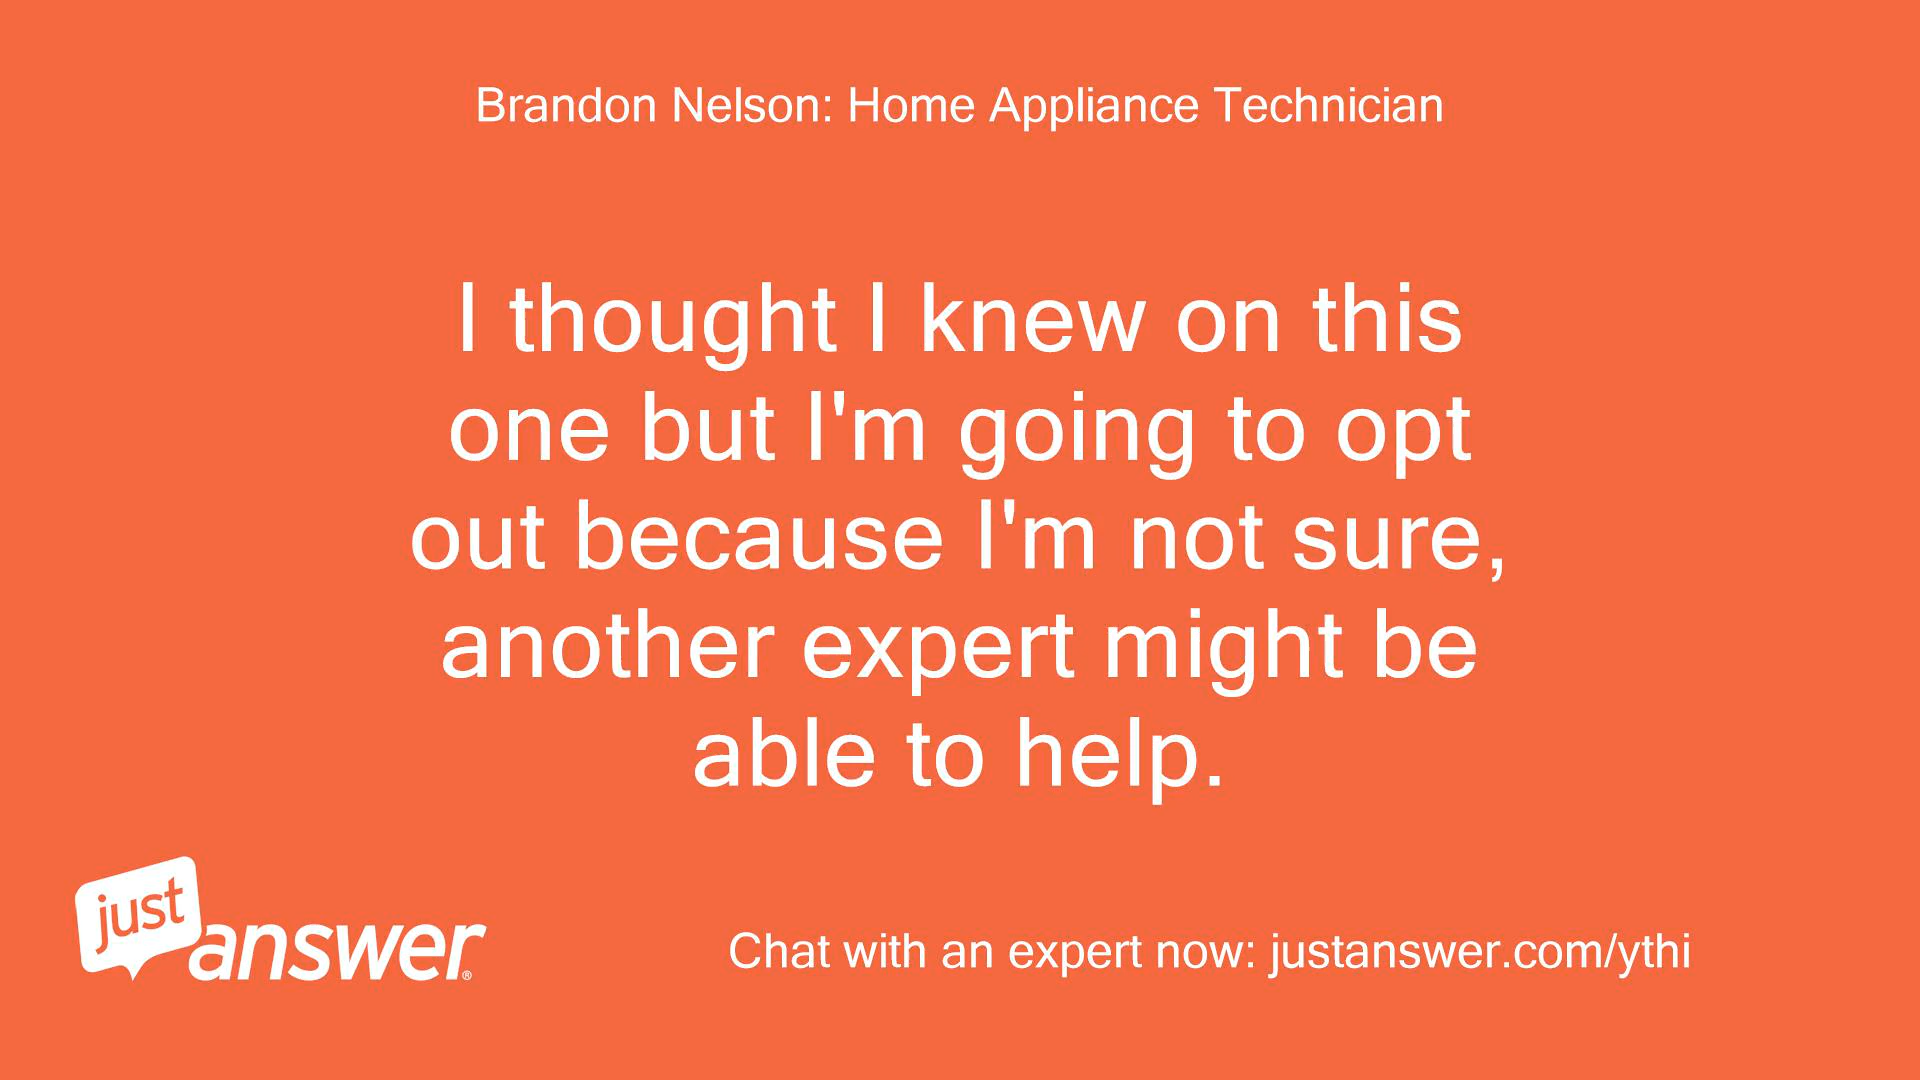 Brandon Nelson: Home Appliance Technician
I thought I knew on this
one but I'm going to opt
out because I'm not sure,
another expert might be
able to help.
just
answer®
Chat with an expert now: justanswer.com/ythi